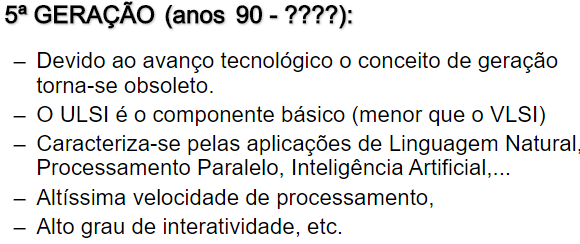 5ª GERAÇÃO (anos 90 - ????):
– Devido ao avanço tecnológico o conceito de geração
torna-se obsoleto.
– O ULSI é o componente básico (menor que o VLSI)
– Caracteriza-se pelas aplicações de Linguagem Natural,
Processamento Paralelo, Inteligência Artificial,...
– Altíssima velocidade de processamento,
– Alto grau de interatividade, etc.